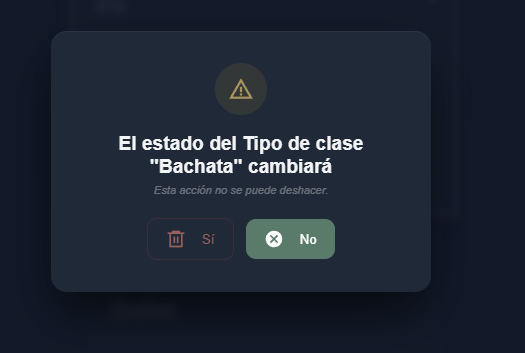 El estado del Tipo de clase
"Bachata" cambiará
Esta acción no se puede deshacer.
Sí
No